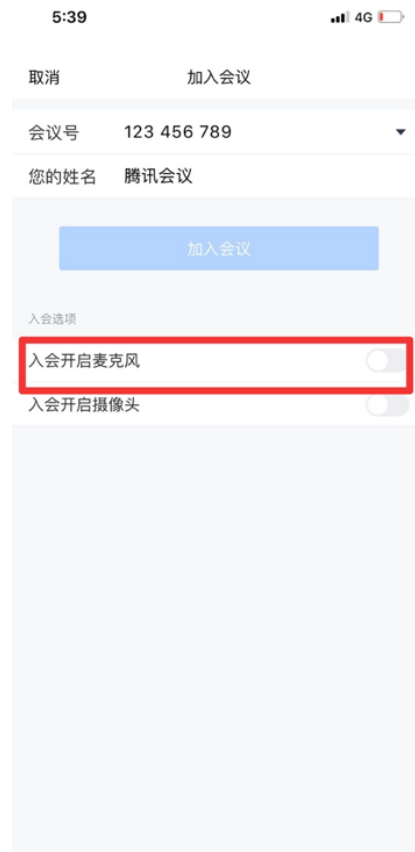 5:39 4G
取消 加入会议
会议号 123 456 789
您的姓名 腾讯会议
加入会议
入会选项
入会开启麦克风
入会开启摄像头